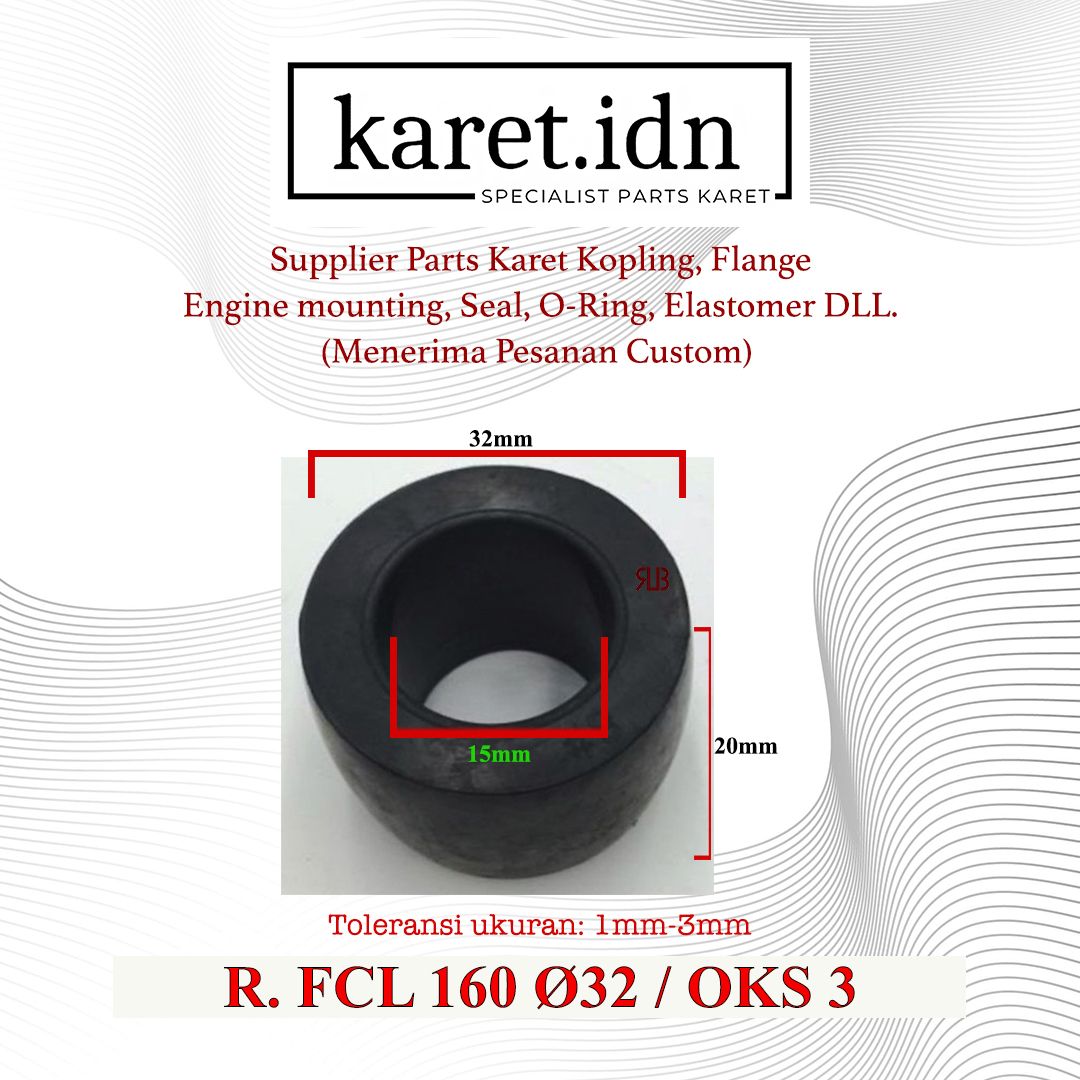 karet.idn
SPECIALIST PARTS KARET
Supplier Parts Karet Kopling, Flange
Engine mounting, Seal, O-Ring, Elastomer DLL.
(Menerima Pesanan Custom)
32mm
RUB
15mm
20mm
Toleransi ukuran: 1mm-3mm
R. FCL 160 Ø32 / OKS 3